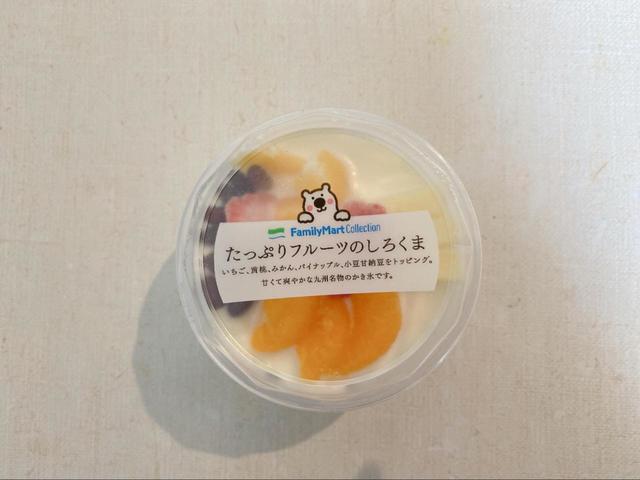 FamilyMart Collection
たっぷりフルーツのしろくま
いちご、黄桃、みかん、パイナップル、小豆甘納豆をトッピング。
甘くて爽やかな九州名物のかき氷です。